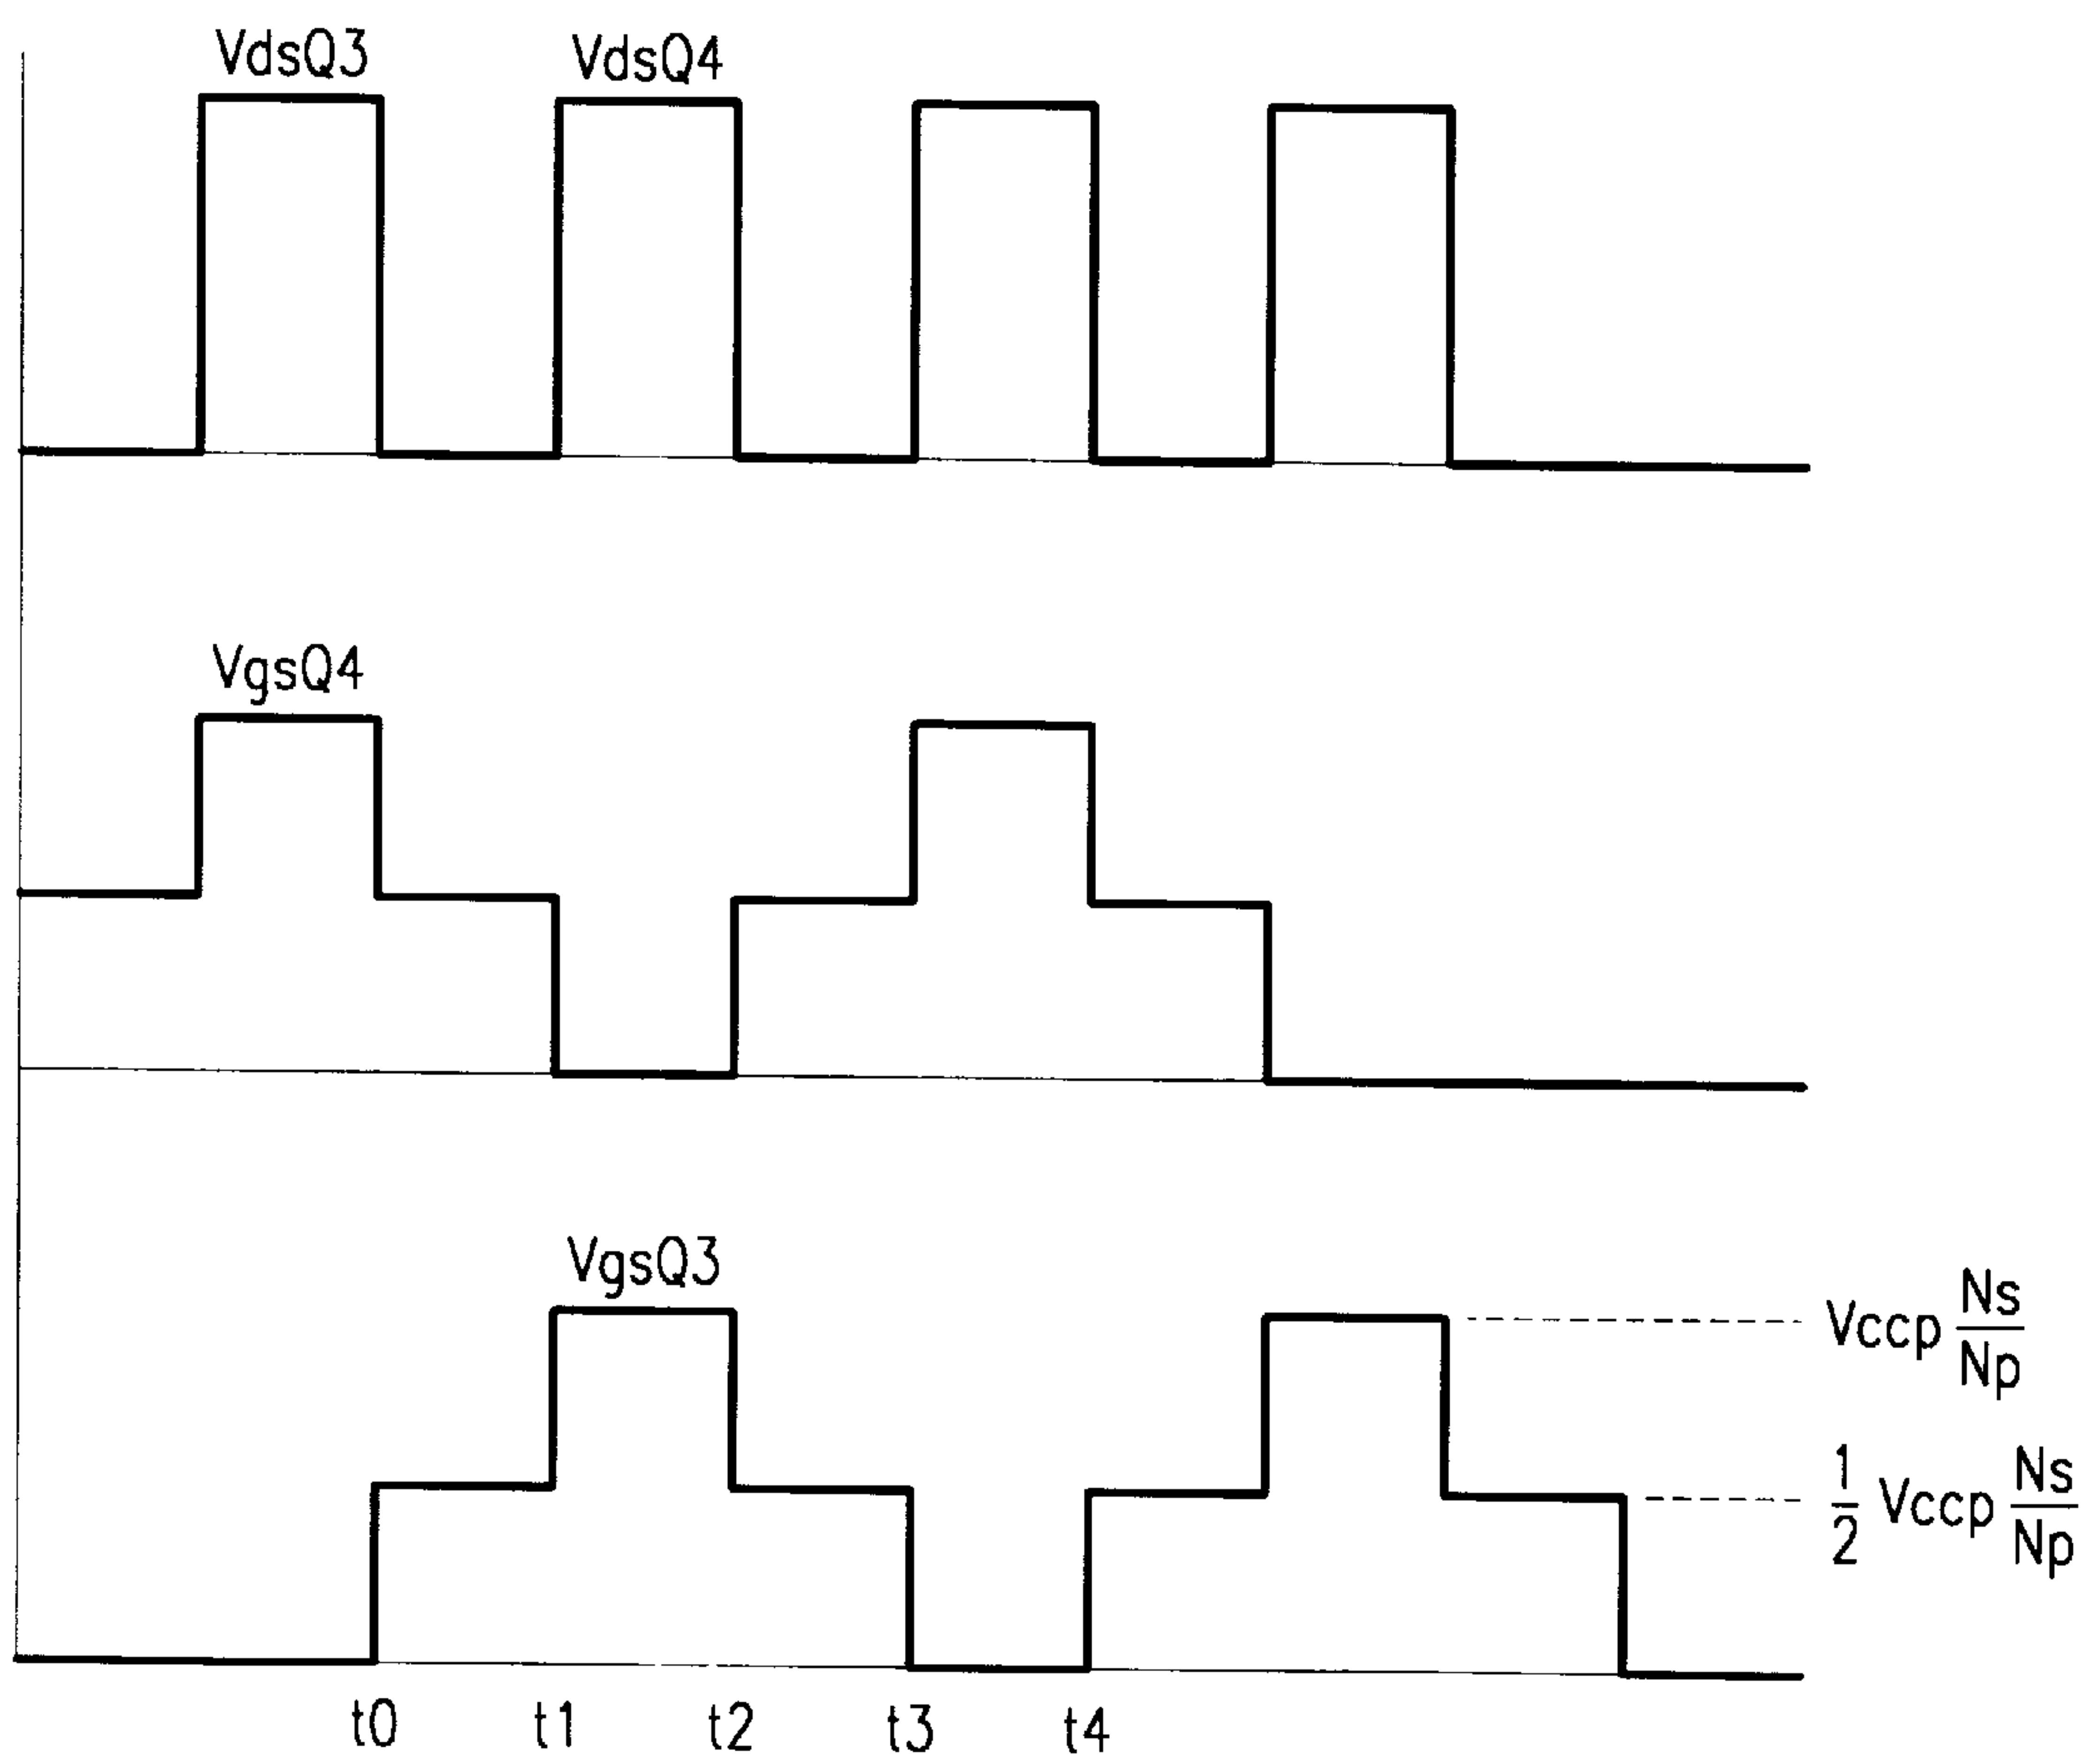 VdsQ3 VdsQ4
VgsQ4
VgsQ3
Vccp Ns/Np
1/2 Vccp Ns/Np
t0 t1 t2 t3 t4